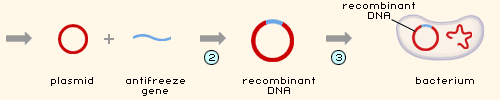 recombinant
DNA
+
2
3
plasmid
antifreeze
gene
recombinant
DNA
bacterium